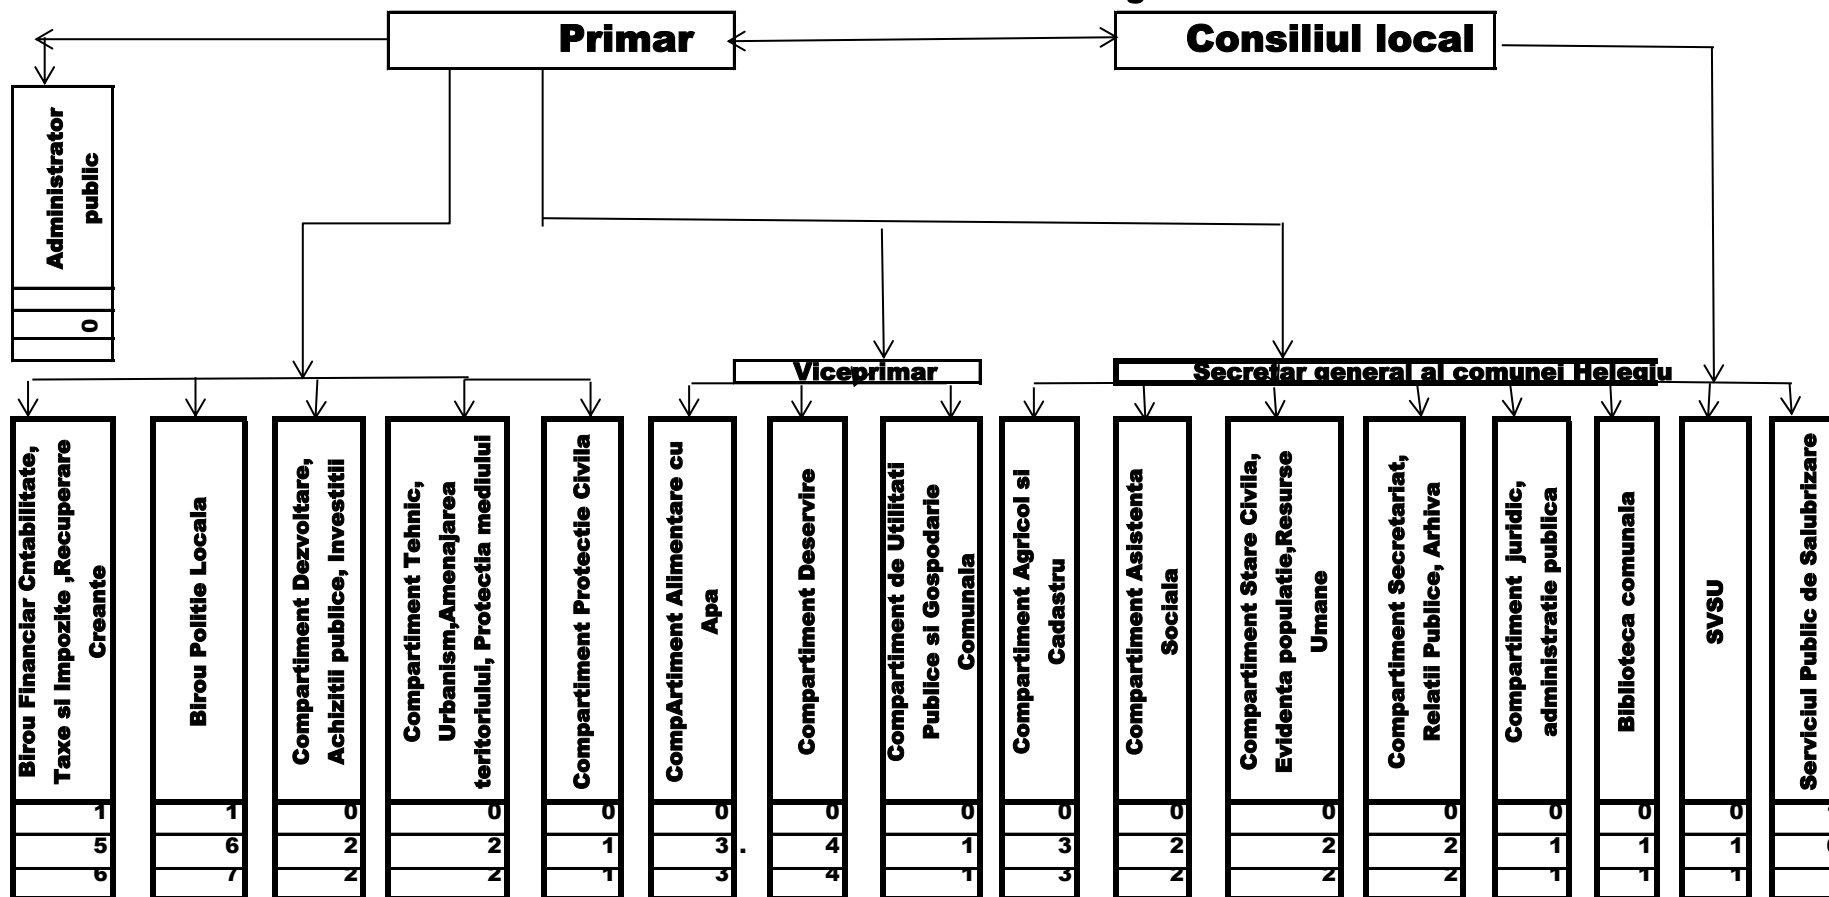 Primar
Consiliul local
Administrator
public
0
Viceprimar
Secretar general al comunei Helegiu
Birou Financiar Cntabilitate,
Taxe si Impozite ,Recuperare
Creante
Birou Politie Locala
Compartiment Dezvoltare,
Achizitii publice, Investitii
Compartiment Tehnic,
Urbanism,Amenajarea
teritoriului, Protectia mediului
Compartiment Protectie Civila
CompArtiment Alimentare cu
Apa
Compartiment Deservire
Compartiment de Utilitati
Publice si Gospodarie
Comunala
Compartiment Agricol si
Cadastru
Compartiment Asistenta
Sociala
Compartiment Stare Civila,
Evidenta populatie,Resurse
Umane
Compartiment Secretariat,
Relatii Publice, Arhiva
Compartiment juridic,
administratie publica
Biblioteca comunala
SVSU
Serviciul Public de Salubrizare
1 1 0 0 0 0 0 0 0 0 0 0 0 0 0
5 6 2 2 1 3 . 4 1 3 2 2 2 1 1 1
6 7 2 2 1 3 4 1 3 2 2 2 1 1 1